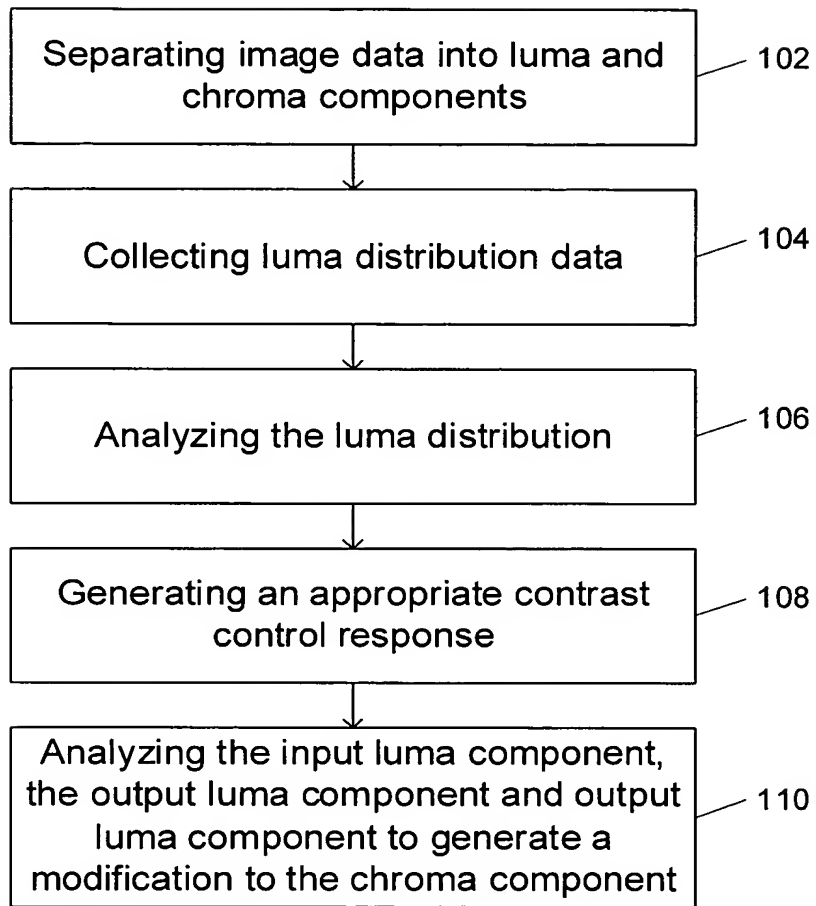 Separating image data into luma and
chroma components
102
Collecting luma distribution data
104
Analyzing the luma distribution
106
Generating an appropriate contrast
control response
108
Analyzing the input luma component,
the output luma component and output
luma component to generate a
modification to the chroma component
110